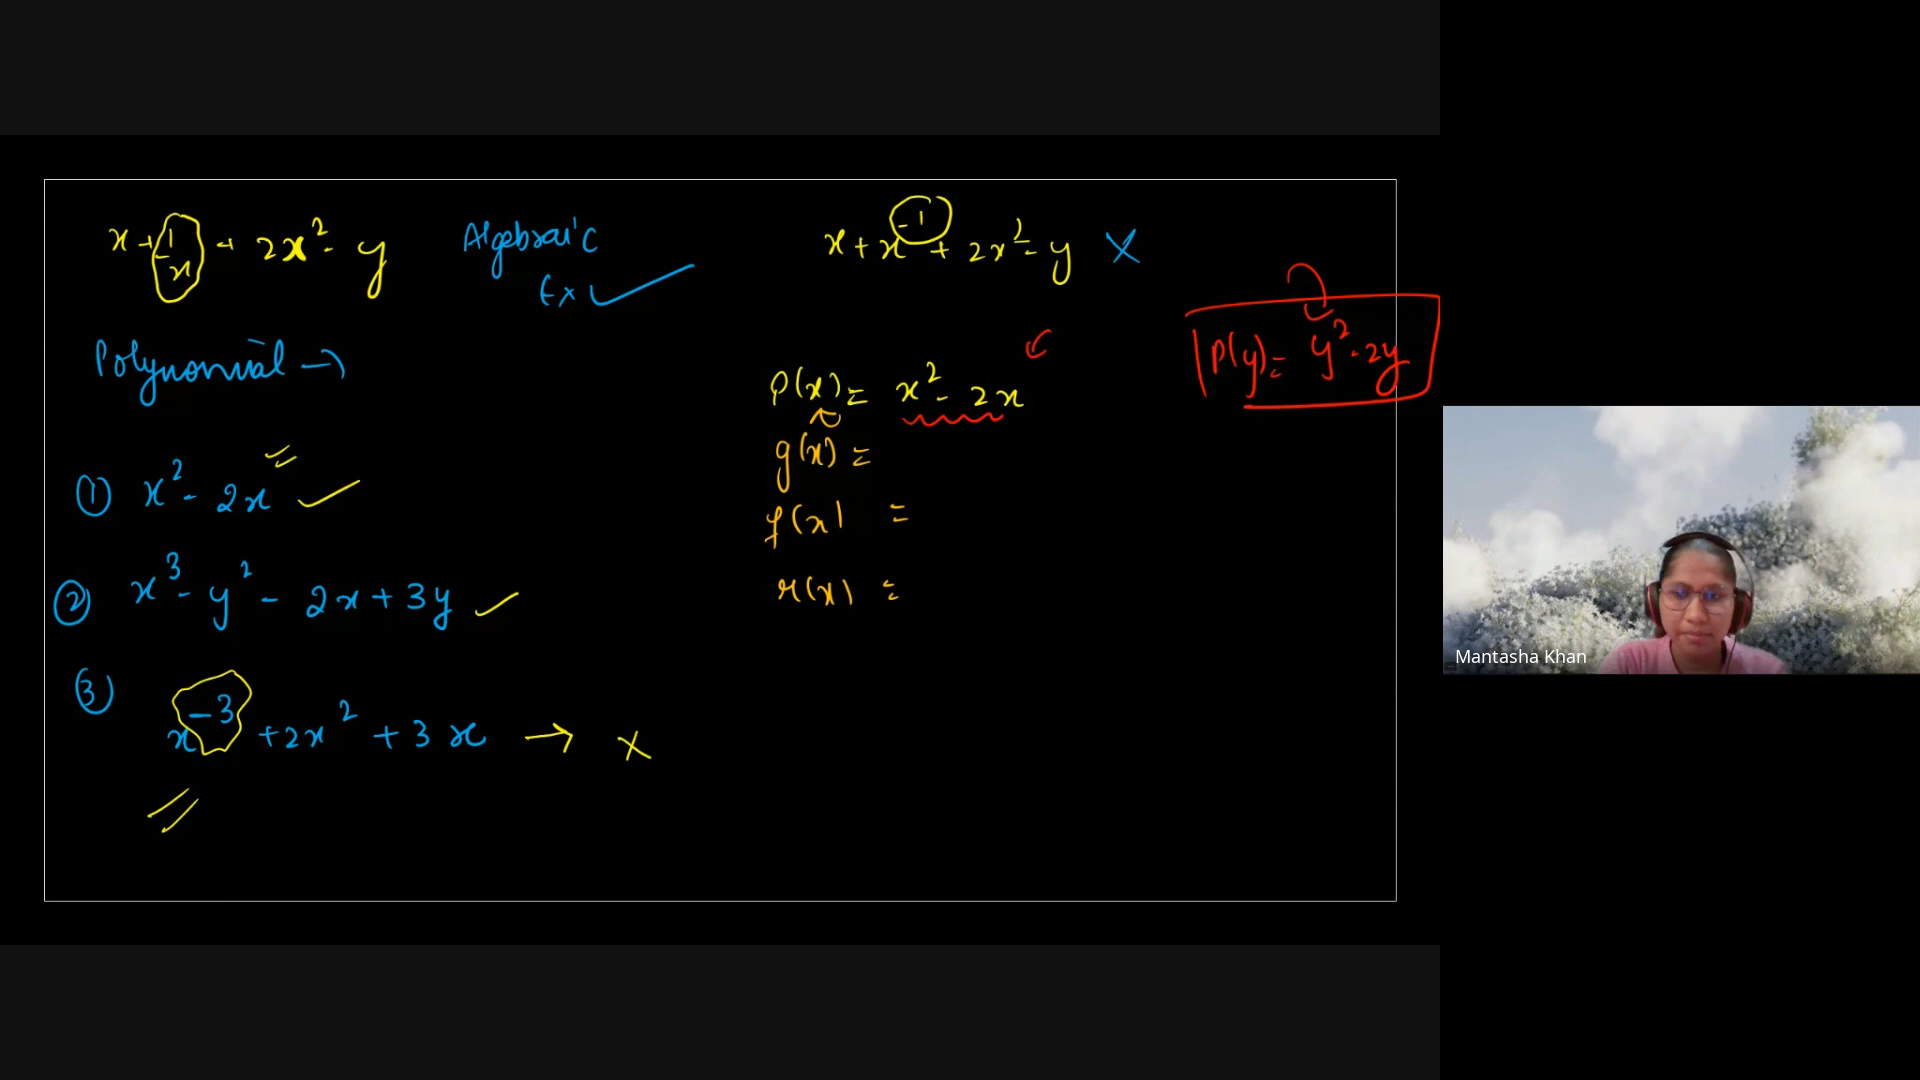 x + 1/x + 2x² - y Algebraic
Ex ✓
x + x⁻¹ + 2x² - y X
Polynomial →
① x² - 2x ✓
② x³ - y² - 2x + 3y ✓
③ x⁻³ + 2x² + 3x → x
P(x) = x² - 2x
g(x) =
f(x) =
r(x) =
P(y) = y² - 2y
Mantasha Khan